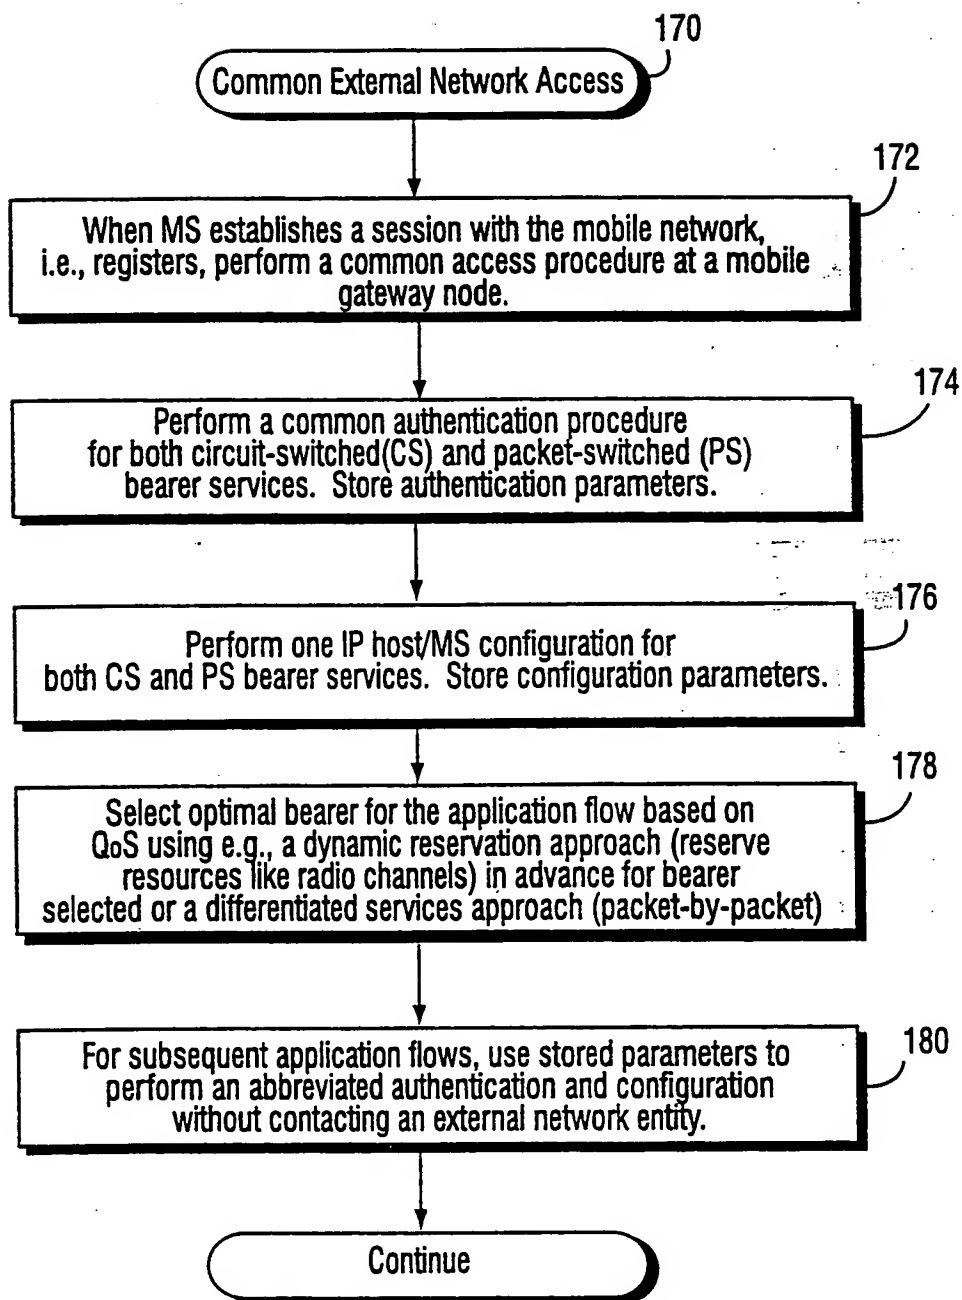 170
Common External Network Access
172
When MS establishes a session with the mobile network,
i.e., registers, perform a common access procedure at a mobile
gateway node.
174
Perform a common authentication procedure
for both circuit-switched(CS) and packet-switched (PS)
bearer services. Store authentication parameters.
176
Perform one IP host/MS configuration for
both CS and PS bearer services. Store configuration parameters.
178
Select optimal bearer for the application flow based on
QoS using e.g., a dynamic reservation approach (reserve
resources like radio channels) in advance for bearer
selected or a differentiated services approach (packet-by-packet)
180
For subsequent application flows, use stored parameters to
perform an abbreviated authentication and configuration
without contacting an external network entity.
Continue